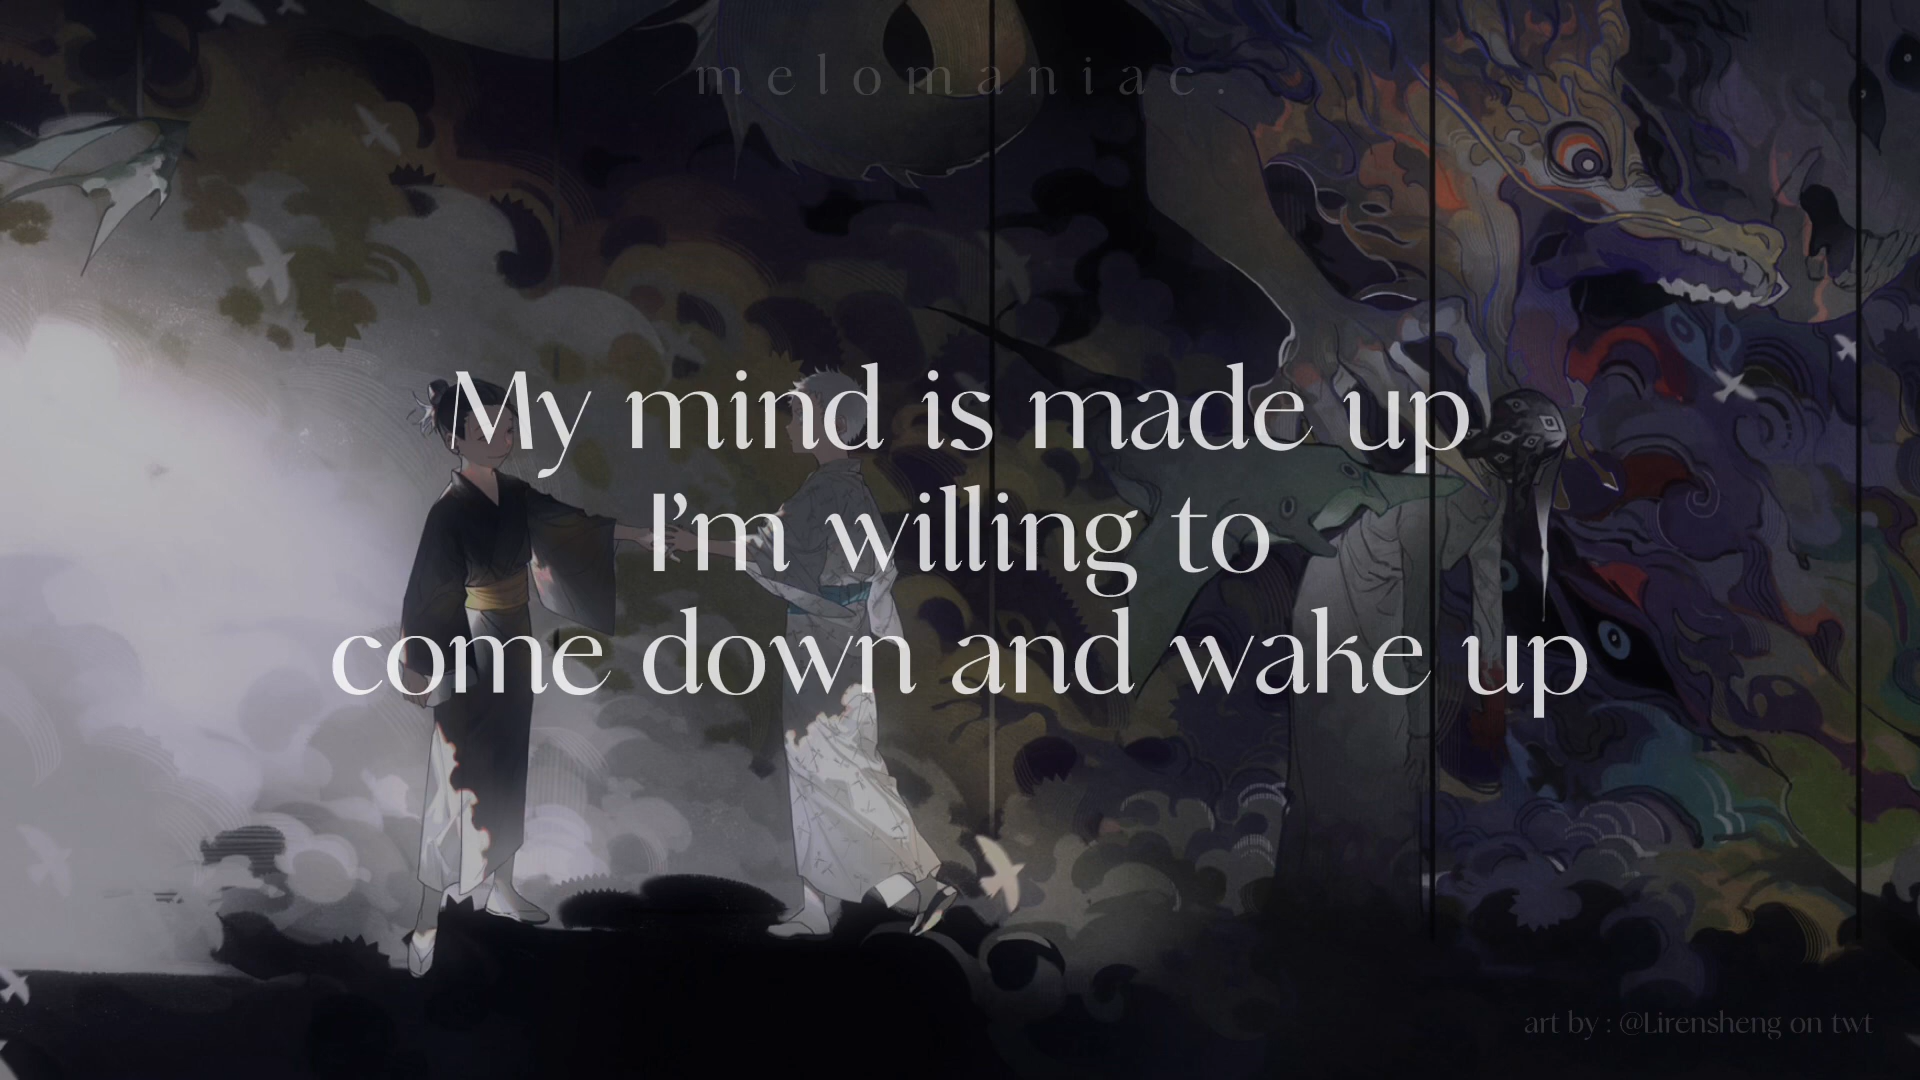 melomaniac.
My mind is made up
I'm willing to
come down and wake up
art by : @Lirensheng on twt